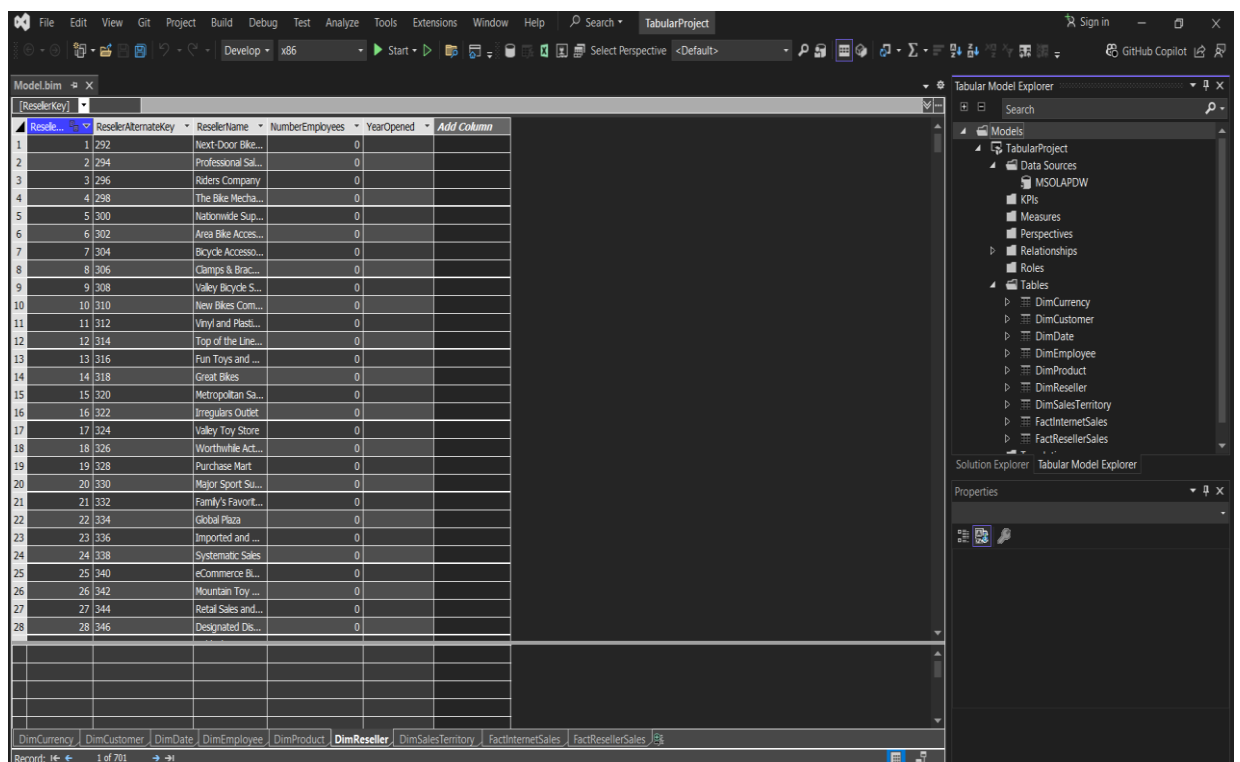 File Edit View Git Project Build Debug Test Analyze Tools Extensions Window Help Search TabularProject Sign in
Develop x86 Start Select Perspective <Default> GitHub Copilot
Model.bim
[ResellerKey]
Resele... ResellerAlternateKey ResellerName NumberEmployees YearOpened Add Column
1 1 292 Next-Door Bike... 0
2 2 294 Professional Sal... 0
3 3 296 Riders Company 0
4 4 298 The Bike Mecha... 0
5 5 300 Nationwide Sup... 0
6 6 302 Area Bike Acces... 0
7 7 304 Bicycle Accesso... 0
8 8 306 Clamps & Brac... 0
9 9 308 Valley Bicycle S... 0
10 10 310 New Bikes Com... 0
11 11 312 Vinyl and Plasti... 0
12 12 314 Top of the Line... 0
13 13 316 Fun Toys and ... 0
14 14 318 Great Bikes 0
15 15 320 Metropolitan Sa... 0
16 16 322 Irregulars Outlet 0
17 17 324 Valley Toy Store 0
18 18 326 Worthwhile Act... 0
19 19 328 Purchase Mart 0
20 20 330 Major Sport Su... 0
21 21 332 Family's Favorit... 0
22 22 334 Global Plaza 0
23 23 336 Imported and ... 0
24 24 338 Systematic Sales 0
25 25 340 eCommerce Bi... 0
26 26 342 Mountain Toy ... 0
27 27 344 Retail Sales and... 0
28 28 346 Designated Dis... 0
DimCurrency DimCustomer DimDate DimEmployee DimProduct DimReseller DimSalesTerritory FactInternetSales FactResellerSales
Record: 1 of 701
Tabular Model Explorer
Search
Models
TabularProject
Data Sources
MSOLAPDW
KPIs
Measures
Perspectives
Relationships
Roles
Tables
DimCurrency
DimCustomer
DimDate
DimEmployee
DimProduct
DimReseller
DimSalesTerritory
FactInternetSales
FactResellerSales
Solution Explorer Tabular Model Explorer
Properties